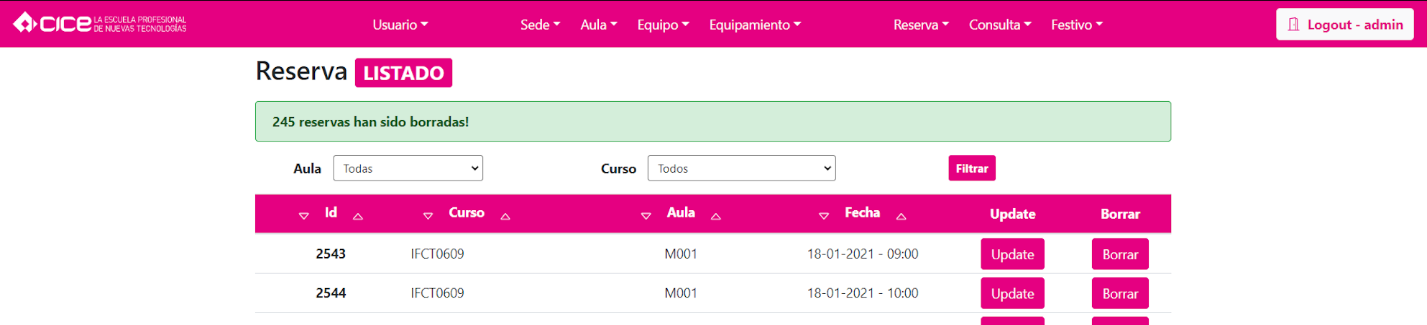 CICE LA ESCUELA PROFESIONAL
DE NUEVAS TECNOLOGÍAS
Usuario Sede Aula Equipo Equipamiento Reserva Consulta Festivo Logout - admin
Reserva LISTADO
245 reservas han sido borradas!
Aula Todas Curso Todos Filtrar
Id Curso Aula Fecha Update Borrar
2543 IFCT0609 M001 18-01-2021 - 09:00 Update Borrar
2544 IFCT0609 M001 18-01-2021 - 10:00 Update Borrar